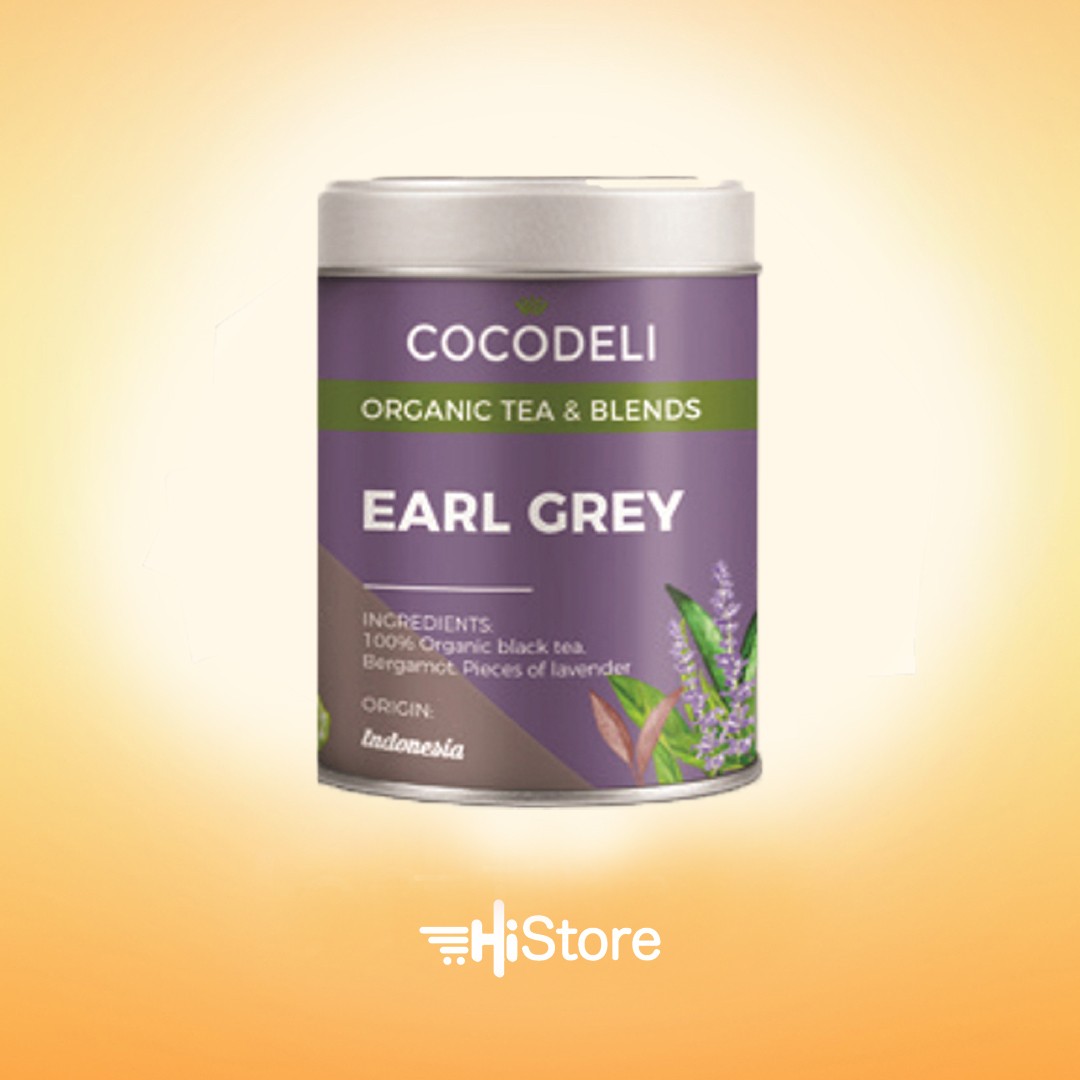 COCODELI
ORGANIC TEA & BLENDS
EARL GREY
INGREDIENTS:
100% Organic black tea.
Bergamot. Pieces of lavender
ORIGIN:
Indonesia
HiStore